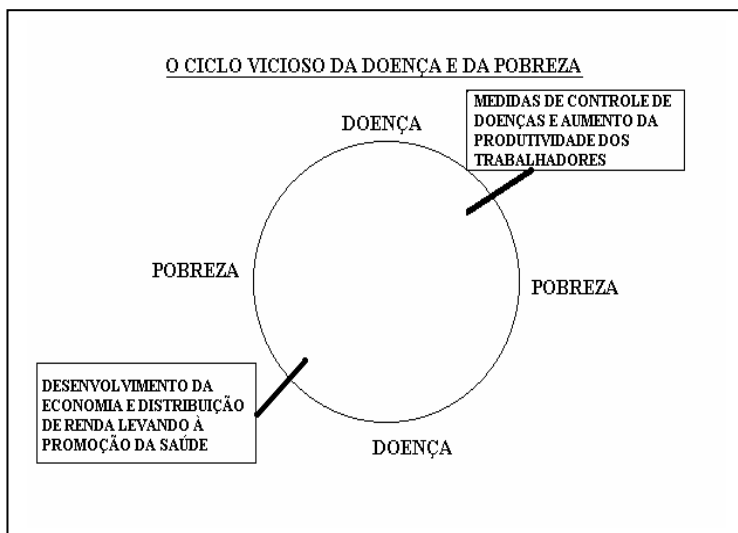 O CICLO VICIOSO DA DOENÇA E DA POBREZA
MEDIDAS DE CONTROLE DE
DOENÇAS E AUMENTO DA
PRODUTIVIDADE DOS
TRABALHADORES
DOENÇA
POBREZA
POBREZA
DESENVOLVIMENTO DA
ECONOMIA E DISTRIBUIÇÃO
DE RENDA LEVANDO À
PROMOÇÃO DA SAÚDE
DOENÇA